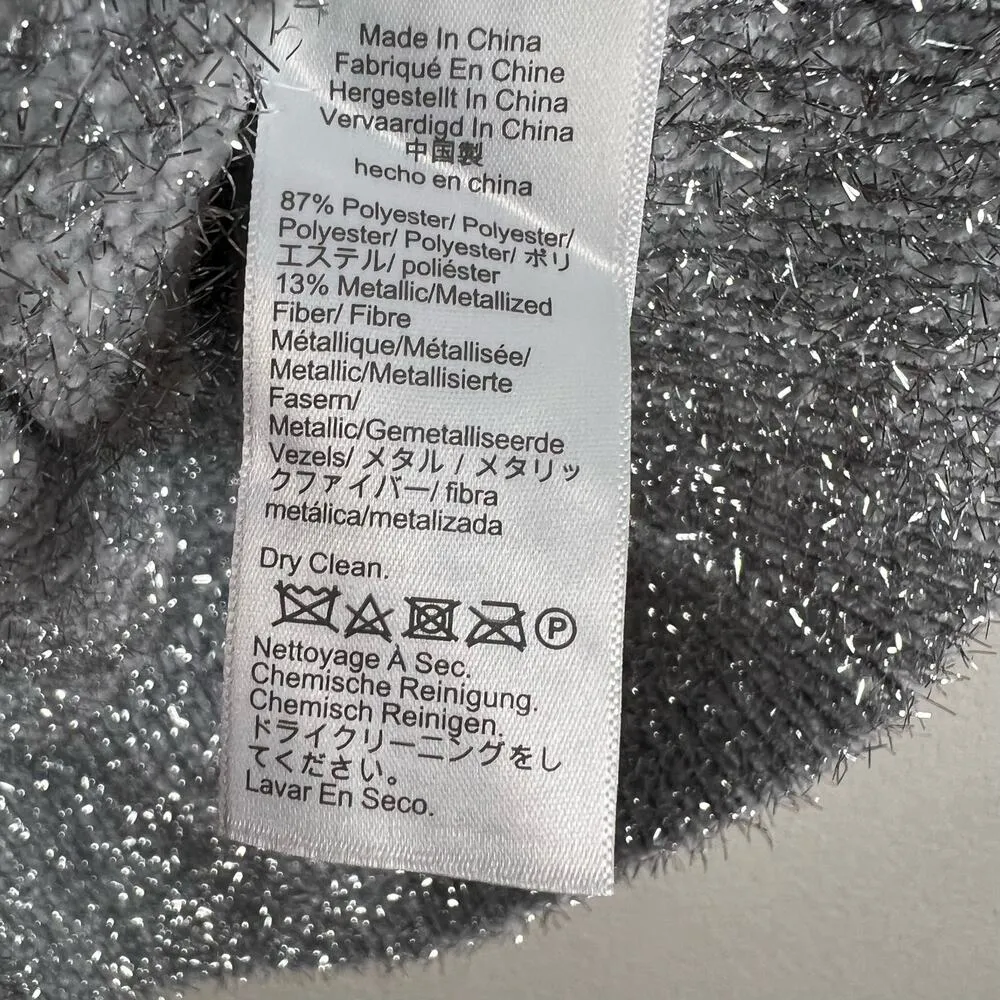 Made In China
Fabriqué En Chine
Hergestellt In China
Vervaardigd In China
中国製
hecho en china
87% Polyester/ Polyester/
Polyester/ Polyester/ ポリ
エステル/ poliéster
13% Metallic/Metallized
Fiber/ Fibre
Métallique/Métallisée/
Metallic/Metallisierte
Fasern/
Metallic/Gemetalliseerde
Vezels/ メタル / メタリッ
クファイバー/ fibra
metálica/metalizada
Dry Clean.
P
Nettoyage À Sec.
Chemische Reinigung.
Chemisch Reinigen.
ドライクリーニングをし
てください。
Lavar En Seco.